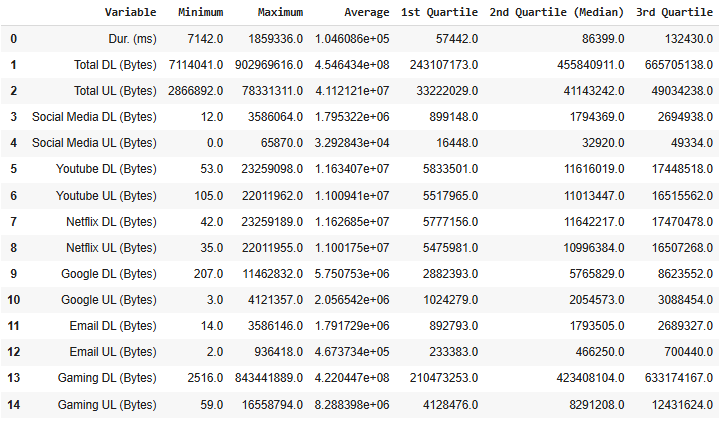 Variable Minimum Maximum Average 1st Quartile 2nd Quartile (Median) 3rd Quartile
0 Dur. (ms) 7142.0 1859336.0 1.046086e+05 57442.0 86399.0 132430.0
1 Total DL (Bytes) 7114041.0 902969616.0 4.546434e+08 243107173.0 455840911.0 665705138.0
2 Total UL (Bytes) 2866892.0 78331311.0 4.112121e+07 33222029.0 41143242.0 49034238.0
3 Social Media DL (Bytes) 12.0 3586064.0 1.795322e+06 899148.0 1794369.0 2694938.0
4 Social Media UL (Bytes) 0.0 65870.0 3.292843e+04 16448.0 32920.0 49334.0
5 Youtube DL (Bytes) 53.0 23259098.0 1.163407e+07 5833501.0 11616019.0 17448518.0
6 Youtube UL (Bytes) 105.0 22011962.0 1.100941e+07 5517965.0 11013447.0 16515562.0
7 Netflix DL (Bytes) 42.0 23259189.0 1.162685e+07 5777156.0 11642217.0 17470478.0
8 Netflix UL (Bytes) 35.0 22011955.0 1.100175e+07 5475981.0 10996384.0 16507268.0
9 Google DL (Bytes) 207.0 11462832.0 5.750753e+06 2882393.0 5765829.0 8623552.0
10 Google UL (Bytes) 3.0 4121357.0 2.056542e+06 1024279.0 2054573.0 3088454.0
11 Email DL (Bytes) 14.0 3586146.0 1.791729e+06 892793.0 1793505.0 2689327.0
12 Email UL (Bytes) 2.0 936418.0 4.673734e+05 233383.0 466250.0 700440.0
13 Gaming DL (Bytes) 2516.0 843441889.0 4.220447e+08 210473253.0 423408104.0 633174167.0
14 Gaming UL (Bytes) 59.0 16558794.0 8.288398e+06 4128476.0 8291208.0 12431624.0